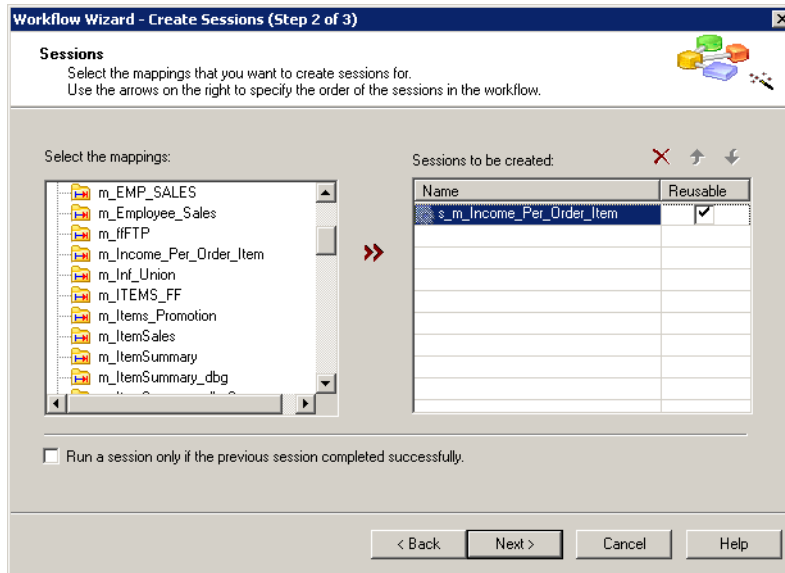 Workflow Wizard - Create Sessions (Step 2 of 3)
Sessions
Select the mappings that you want to create sessions for.
Use the arrows on the right to specify the order of the sessions in the workflow.
Select the mappings:
m_EMP_SALES
m_Employee_Sales
m_ffFTP
m_Income_Per_Order_Item
m_Inf_Union
m_ITEMS_FF
m_Items_Promotion
m_ItemSales
m_ItemSummary
m_ItemSummary_dbg
Sessions to be created:
Name Reusable
s_m_Income_Per_Order_Item
Run a session only if the previous session completed successfully.
< Back Next > Cancel Help